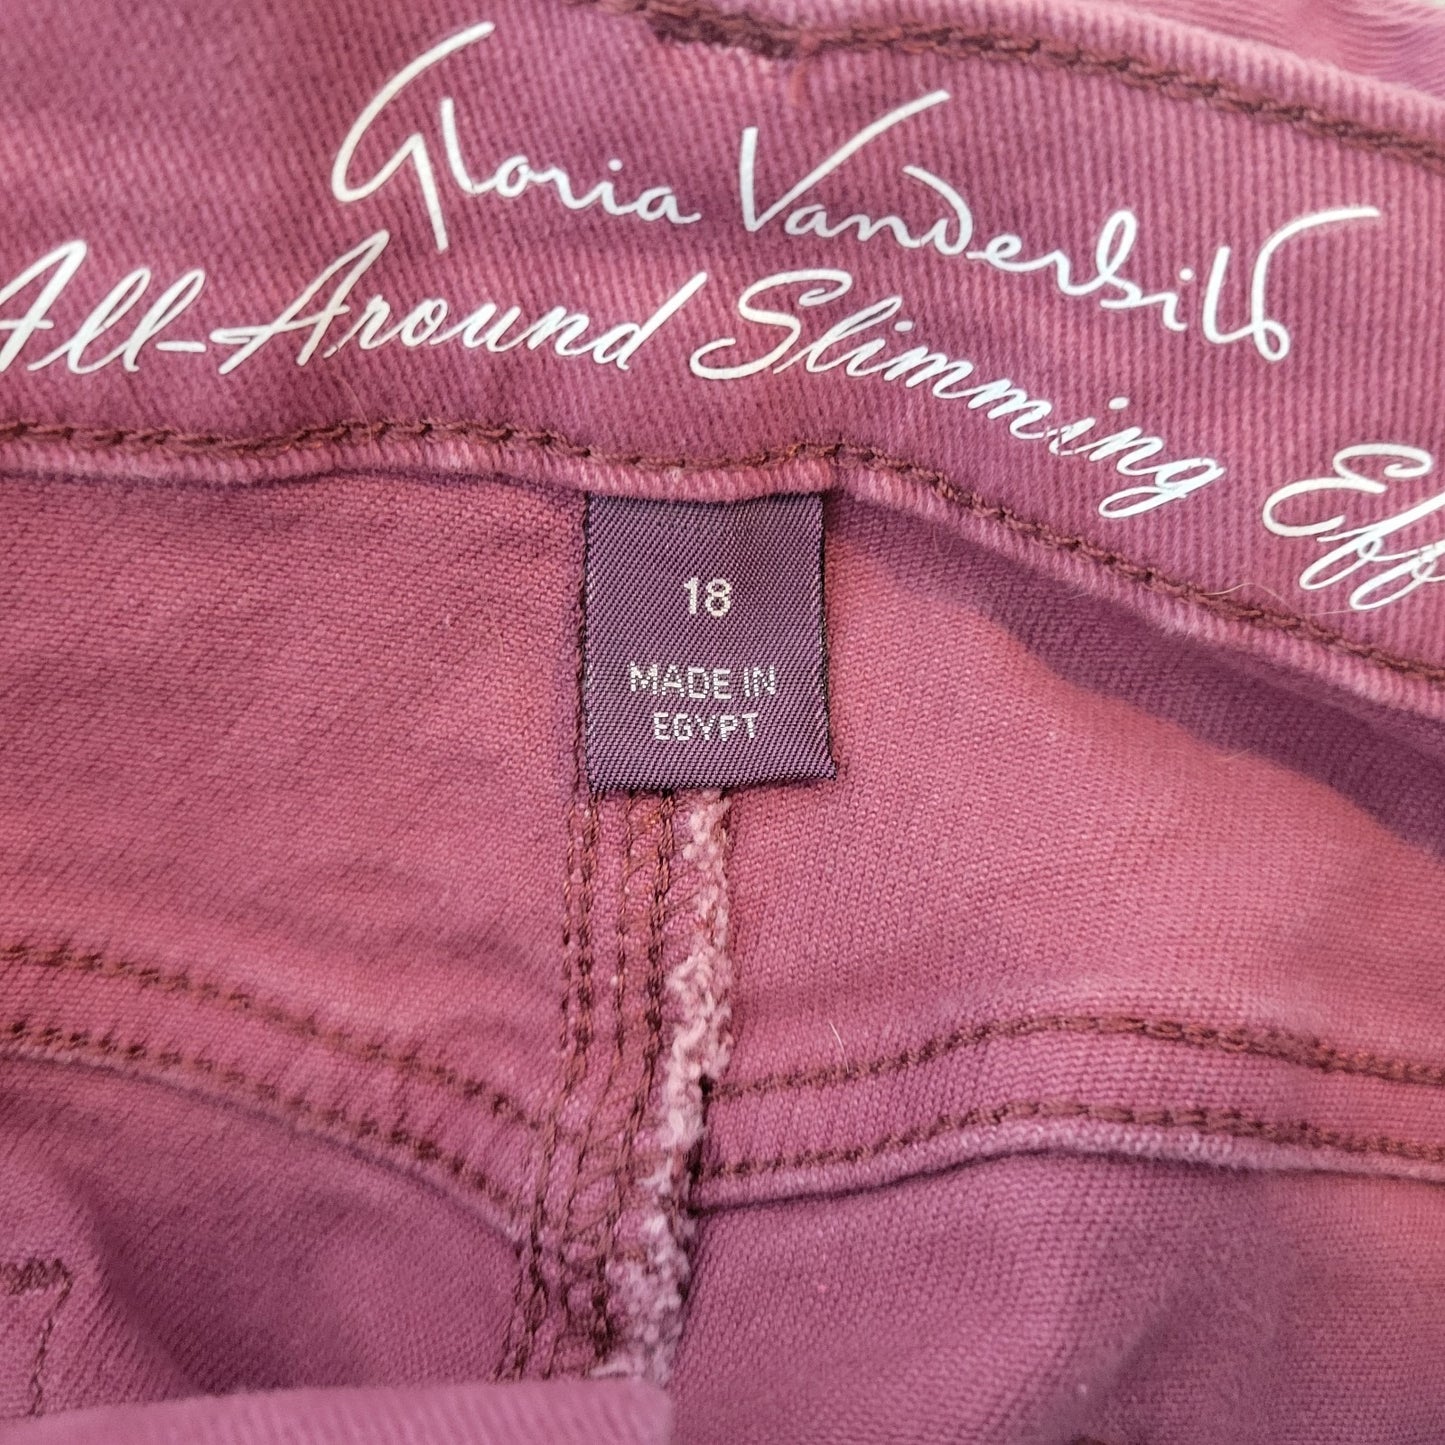 Gloria Vanderbilt
All-Around Slimming Eff
18
MADE IN
EGYPT